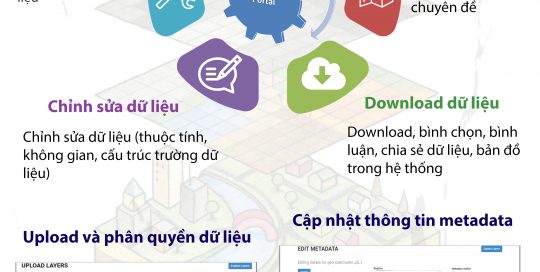 liệu
Portal
chuyên đề
Chỉnh sửa dữ liệu
Chỉnh sửa dữ liệu (thuộc tính,
không gian, cấu trúc trường dữ
liệu)
Download dữ liệu
Download, bình chọn, bình
luận, chia sẻ dữ liệu, bản đồ
trong hệ thống
Upload và phân quyền dữ liệu
Cập nhật thông tin metadata
UPLOAD LAYERS
EDIT METADATA